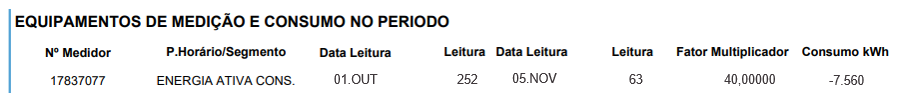 EQUIPAMENTOS DE MEDIÇÃO E CONSUMO NO PERIODO
Nº Medidor P.Horário/Segmento Data Leitura Leitura Data Leitura Leitura Fator Multiplicador Consumo kWh
17837077 ENERGIA ATIVA CONS. 01.OUT 252 05.NOV 63 40,00000 -7.560